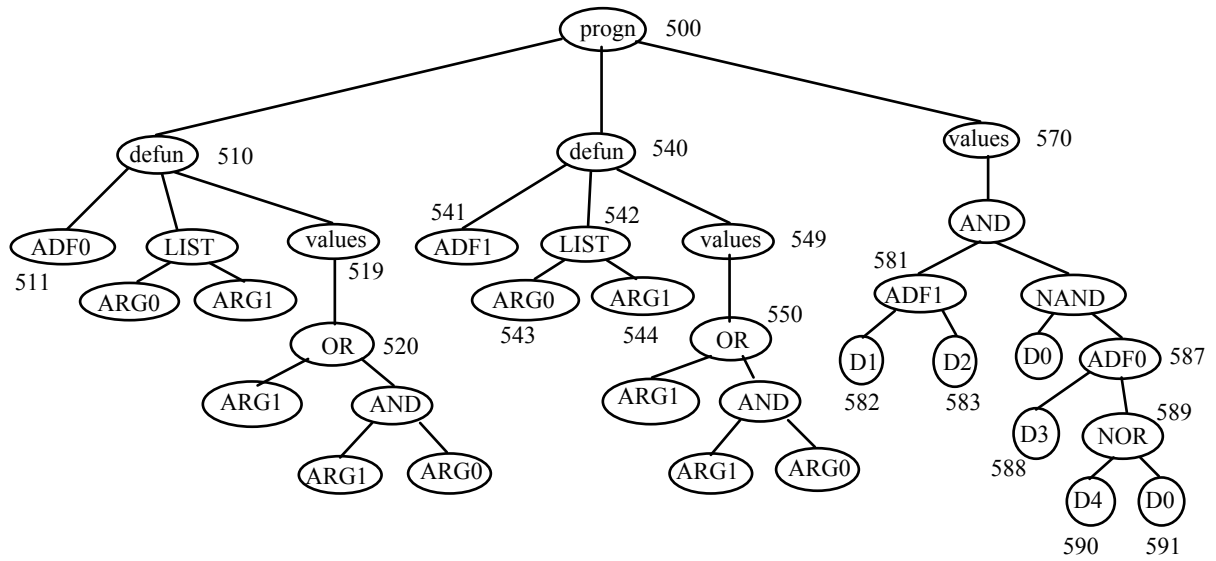 progn 500
defun 510
defun 540
values 570
ADF0
511
LIST
values
519
541
ADF1
542
LIST
values 549
AND
ARG0
ARG1
ARG0
543
ARG1
544
581
ADF1
NAND
OR 520
550
OR
D1
582
D2
583
D0
ADF0 587
ARG1
AND
ARG1
AND
D3
588
589
NOR
ARG1
ARG0
ARG1
ARG0
D4
590
D0
591